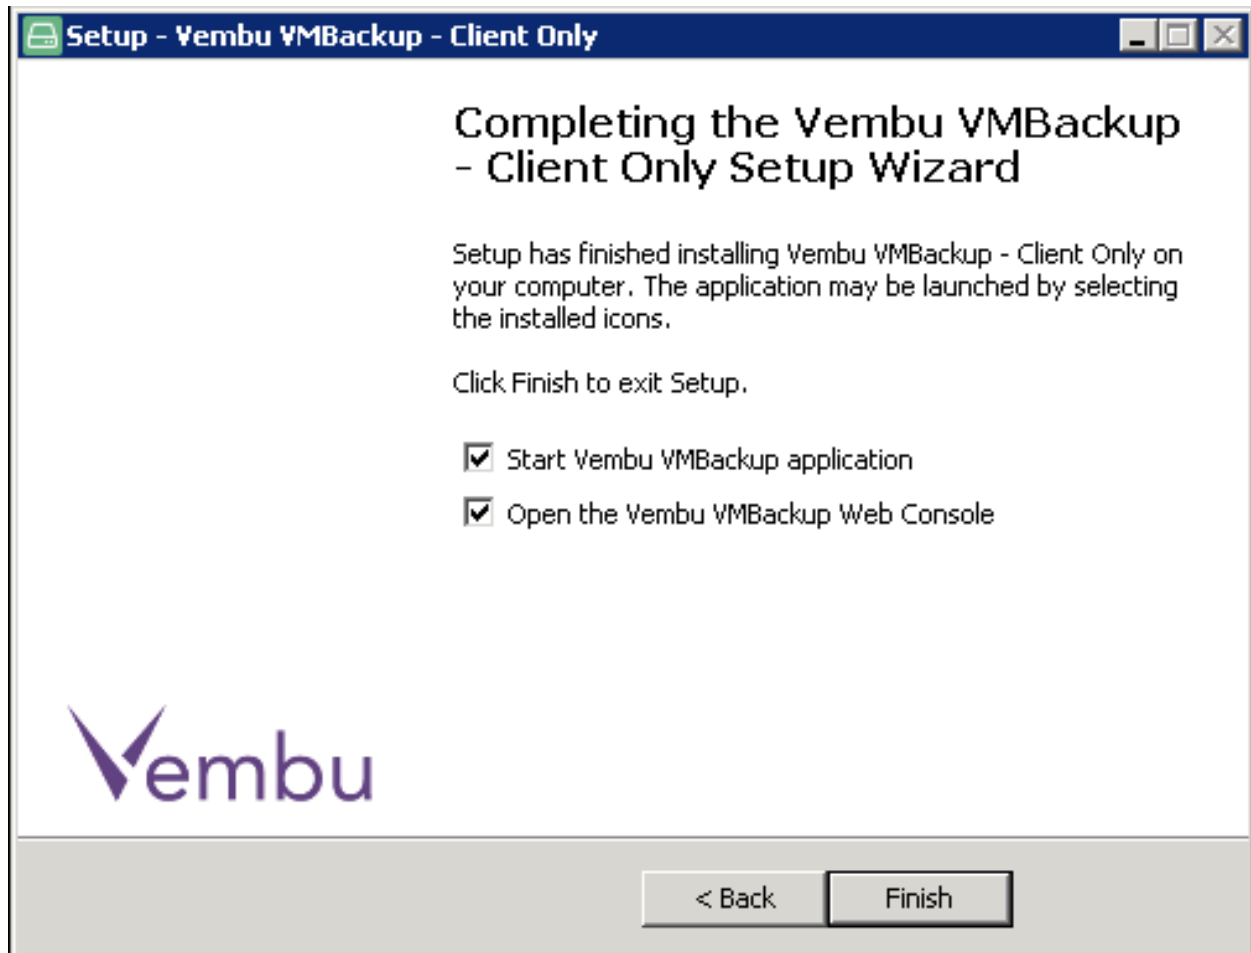 Setup - Vembu VMBackup - Client Only
Completing the Vembu VMBackup
- Client Only Setup Wizard
Setup has finished installing Vembu VMBackup - Client Only on
your computer. The application may be launched by selecting
the installed icons.
Click Finish to exit Setup.
Start Vembu VMBackup application
Open the Vembu VMBackup Web Console
Vembu
< Back
Finish